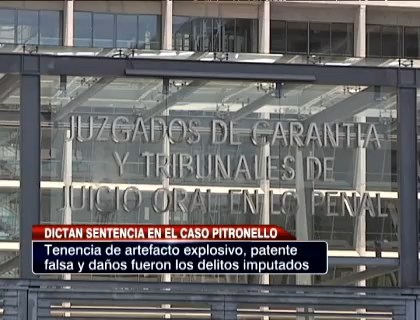 JUZGADOS DE GARANTÍA
Y TRIBUNALES DE
JUICIO ORAL EN LO PENAL
DICTAN SENTENCIA EN EL CASO PITRONELLO
Tenencia de artefacto explosivo, patente
falsa y daños fueron los delitos imputados